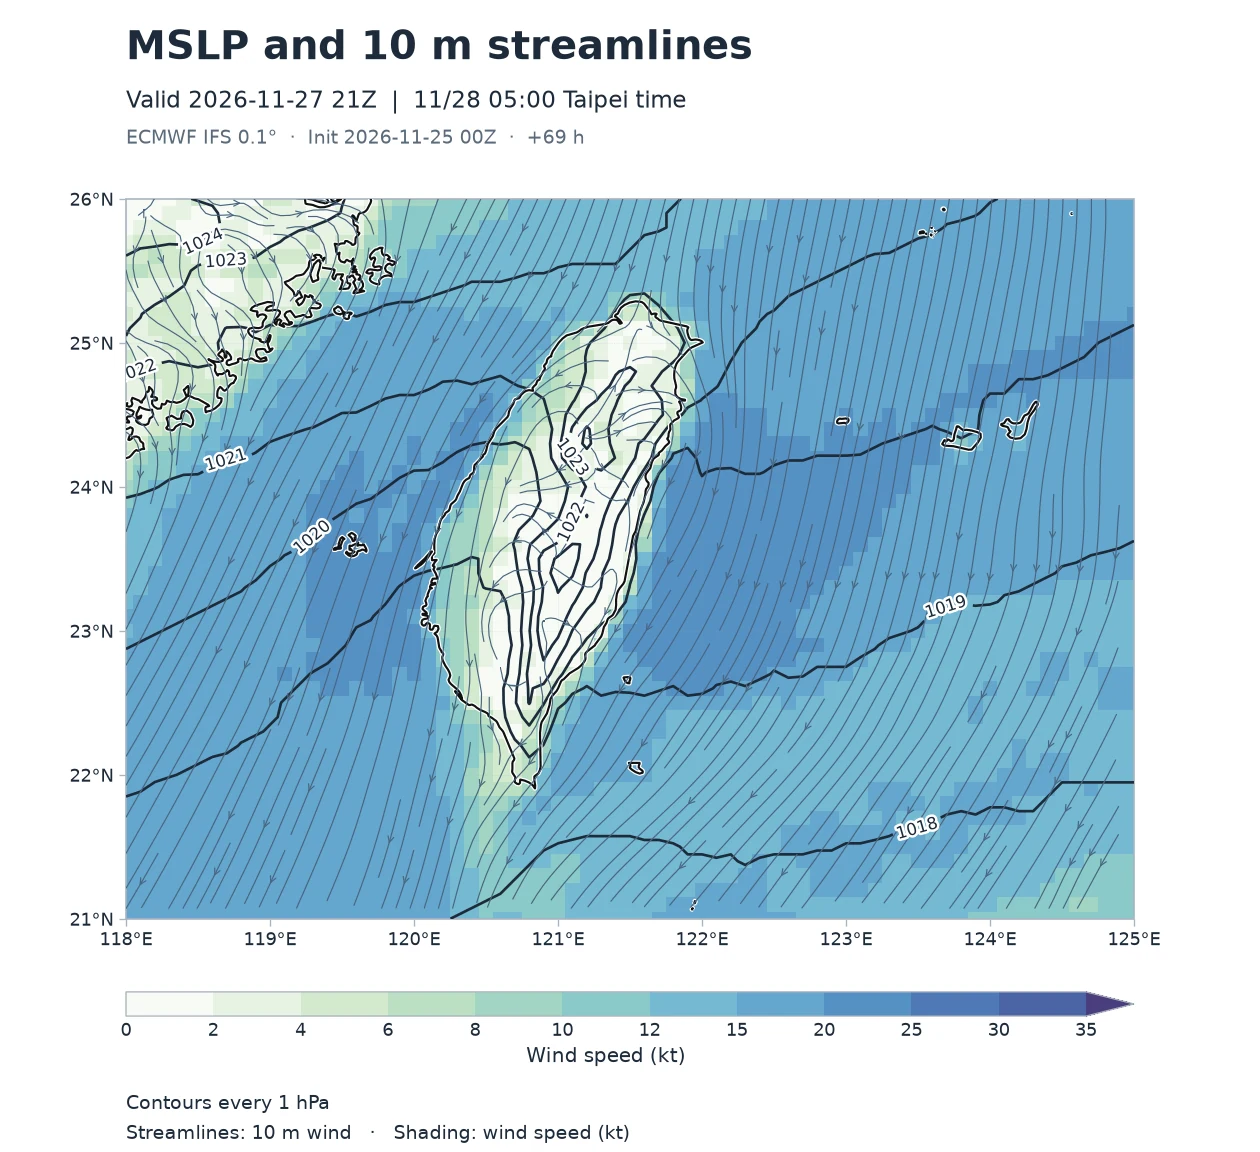 MSLP and 10 m streamlines
Valid 2026-11-27 21Z | 11/28 05:00 Taipei time
ECMWF IFS 0.1° · Init 2026-11-25 00Z · +69 h
26°N
1024
1023
25°N
022
1021
1023
24°N
1022
1020
1019
23°N
22°N
1018
21°N
118°E 119°E 120°E 121°E 122°E 123°E 124°E 125°E
0 2 4 6 8 10 12 15 20 25 30 35
Wind speed (kt)
Contours every 1 hPa
Streamlines: 10 m wind · Shading: wind speed (kt)